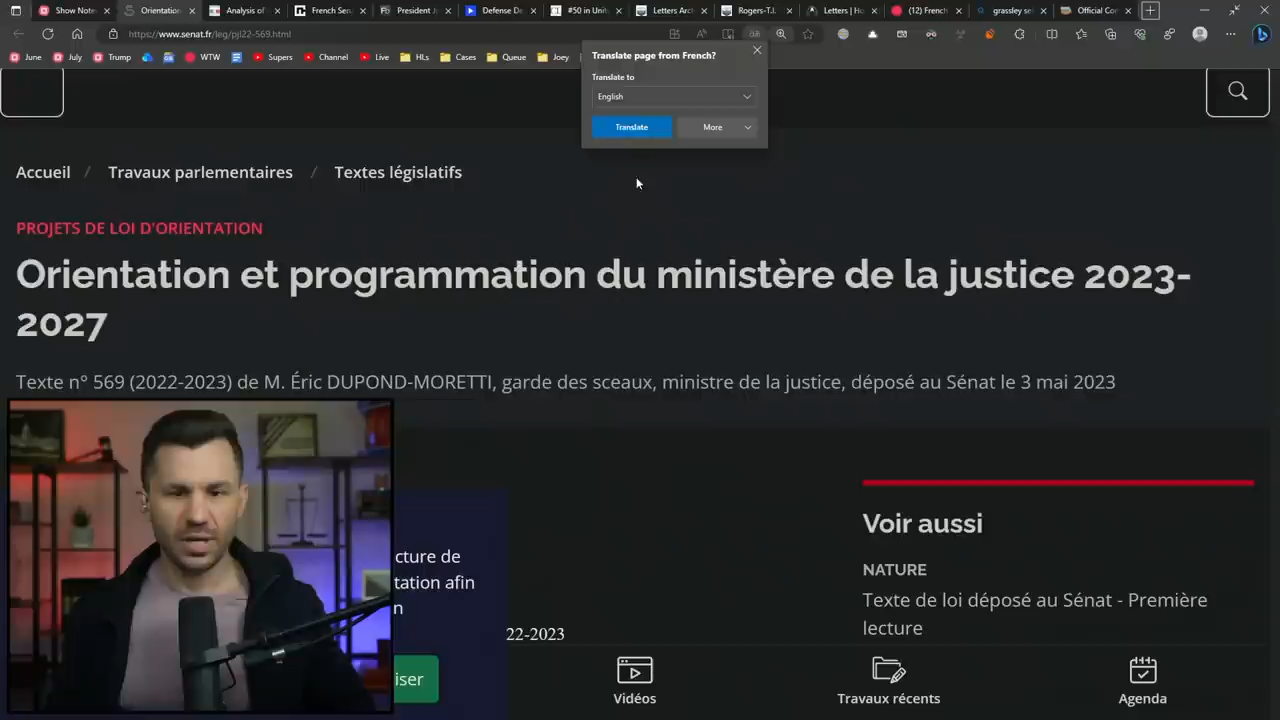 Show Note
Orientation
Analysis of
French Sen
President J
Defense De
#50 in Unit
Letters Arch
Rogers-T.J.
Letters | H
(12) French
grassley se
Official Co
https://www.senat.fr/leg/pjl22-569.html
June
July
Trump
WTW
Supers
Channel
Live
HLs
Cases
Queue
Joey
Translate page from French?
Translate to
English
Translate
More
Accueil / Travaux parlementaires / Textes législatifs
PROJETS DE LOI D'ORIENTATION
Orientation et programmation du ministère de la justice 2023-
2027
Texte n° 569 (2022-2023) de M. Éric DUPOND-MORETTI, garde des sceaux, ministre de la justice, déposé au Sénat le 3 mai 2023
Voir aussi
cture de
tation afin
n
NATURE
Texte de loi déposé au Sénat - Première
lecture
22-2023
iser
Vidéos
Travaux récents
Agenda